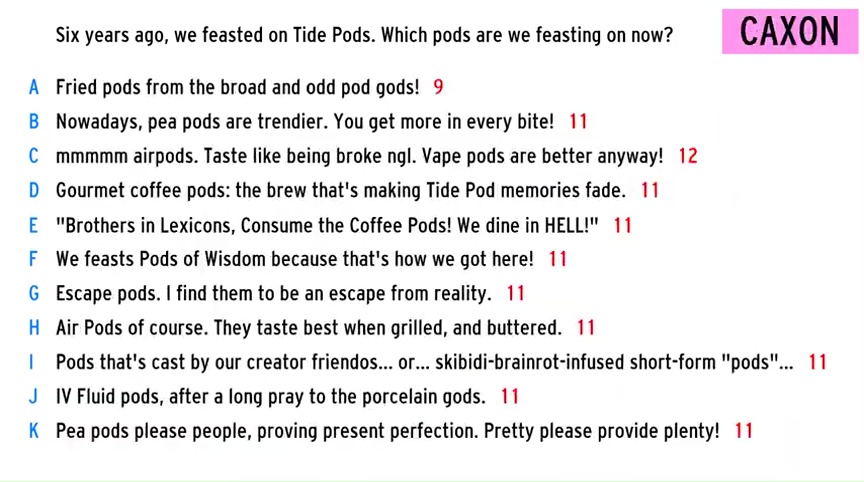 Six years ago, we feasted on Tide Pods. Which pods are we feasting on now?
CAXON
A Fried pods from the broad and odd pod gods! 9
B Nowadays, pea pods are trendier. You get more in every bite! 11
C mmmmm airpods. Taste like being broke ngl. Vape pods are better anyway! 12
D Gourmet coffee pods: the brew that's making Tide Pod memories fade. 11
E "Brothers in Lexicons, Consume the Coffee Pods! We dine in HELL!" 11
F We feasts Pods of Wisdom because that's how we got here! 11
G Escape pods. I find them to be an escape from reality. 11
H Air Pods of course. They taste best when grilled, and buttered. 11
I Pods that's cast by our creator friendos... or... skibidi-brainrot-infused short-form "pods"... 11
J IV Fluid pods, after a long pray to the porcelain gods. 11
K Pea pods please people, proving present perfection. Pretty please provide plenty! 11